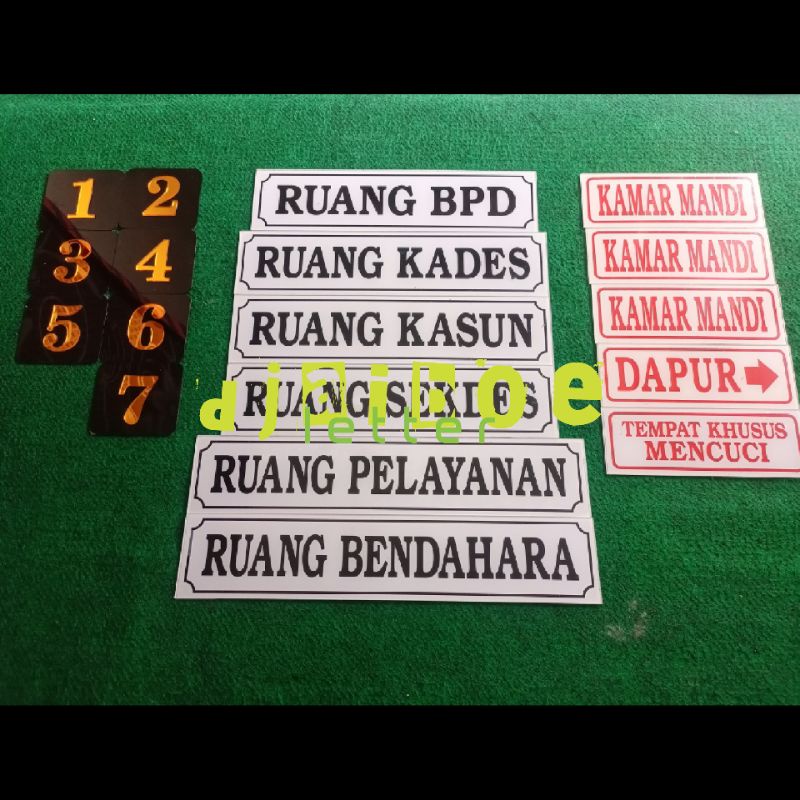 1
2
3
4
5
6
7
RUANG BPD
RUANG KADES
RUANG KASUN
RUANG SEKDES
RUANG PELAYANAN
RUANG BENDAHARA
KAMAR MANDI
KAMAR MANDI
KAMAR MANDI
DAPUR
TEMPAT KHUSUS
MENCUCI
letter